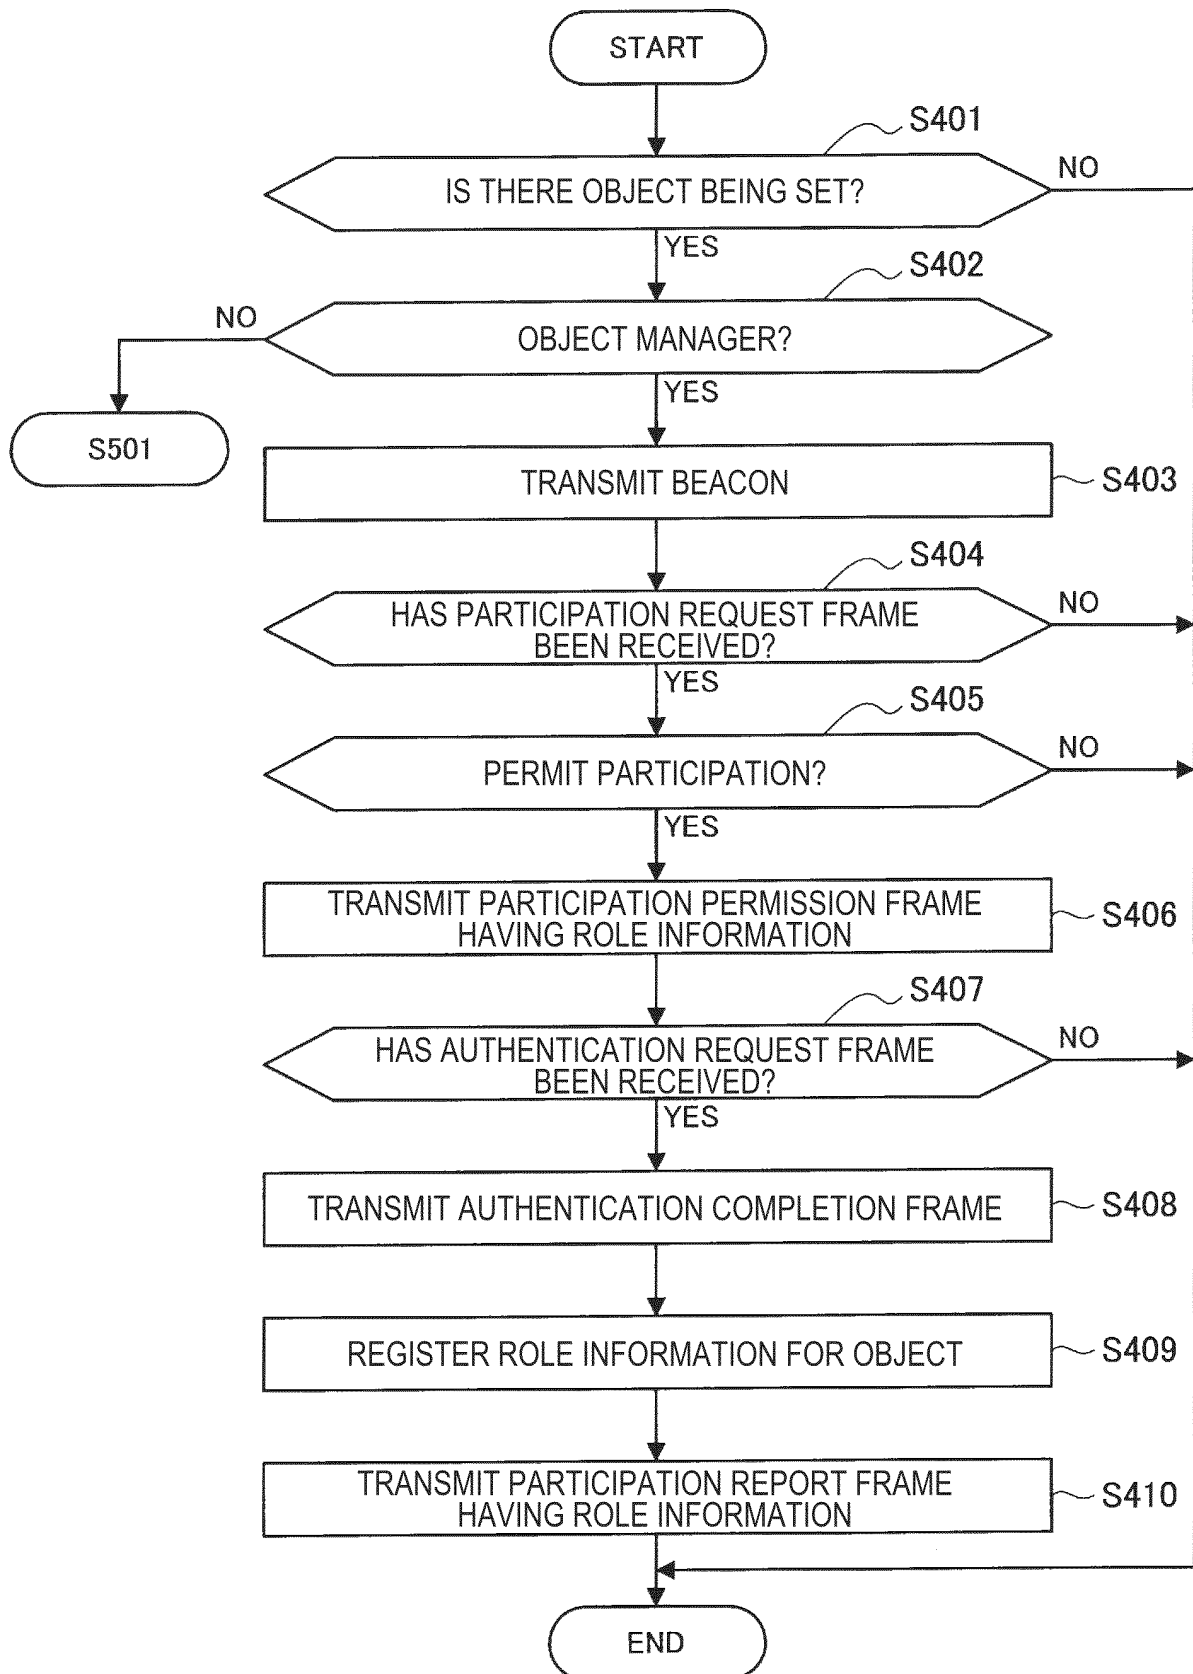 START
S401
IS THERE OBJECT BEING SET?
NO
YES
S402
NO
OBJECT MANAGER?
YES
S501
TRANSMIT BEACON
S403
S404
HAS PARTICIPATION REQUEST FRAME
BEEN RECEIVED?
NO
YES
S405
PERMIT PARTICIPATION?
NO
YES
TRANSMIT PARTICIPATION PERMISSION FRAME
HAVING ROLE INFORMATION
S406
S407
HAS AUTHENTICATION REQUEST FRAME
BEEN RECEIVED?
NO
YES
TRANSMIT AUTHENTICATION COMPLETION FRAME
S408
REGISTER ROLE INFORMATION FOR OBJECT
S409
TRANSMIT PARTICIPATION REPORT FRAME
HAVING ROLE INFORMATION
S410
END